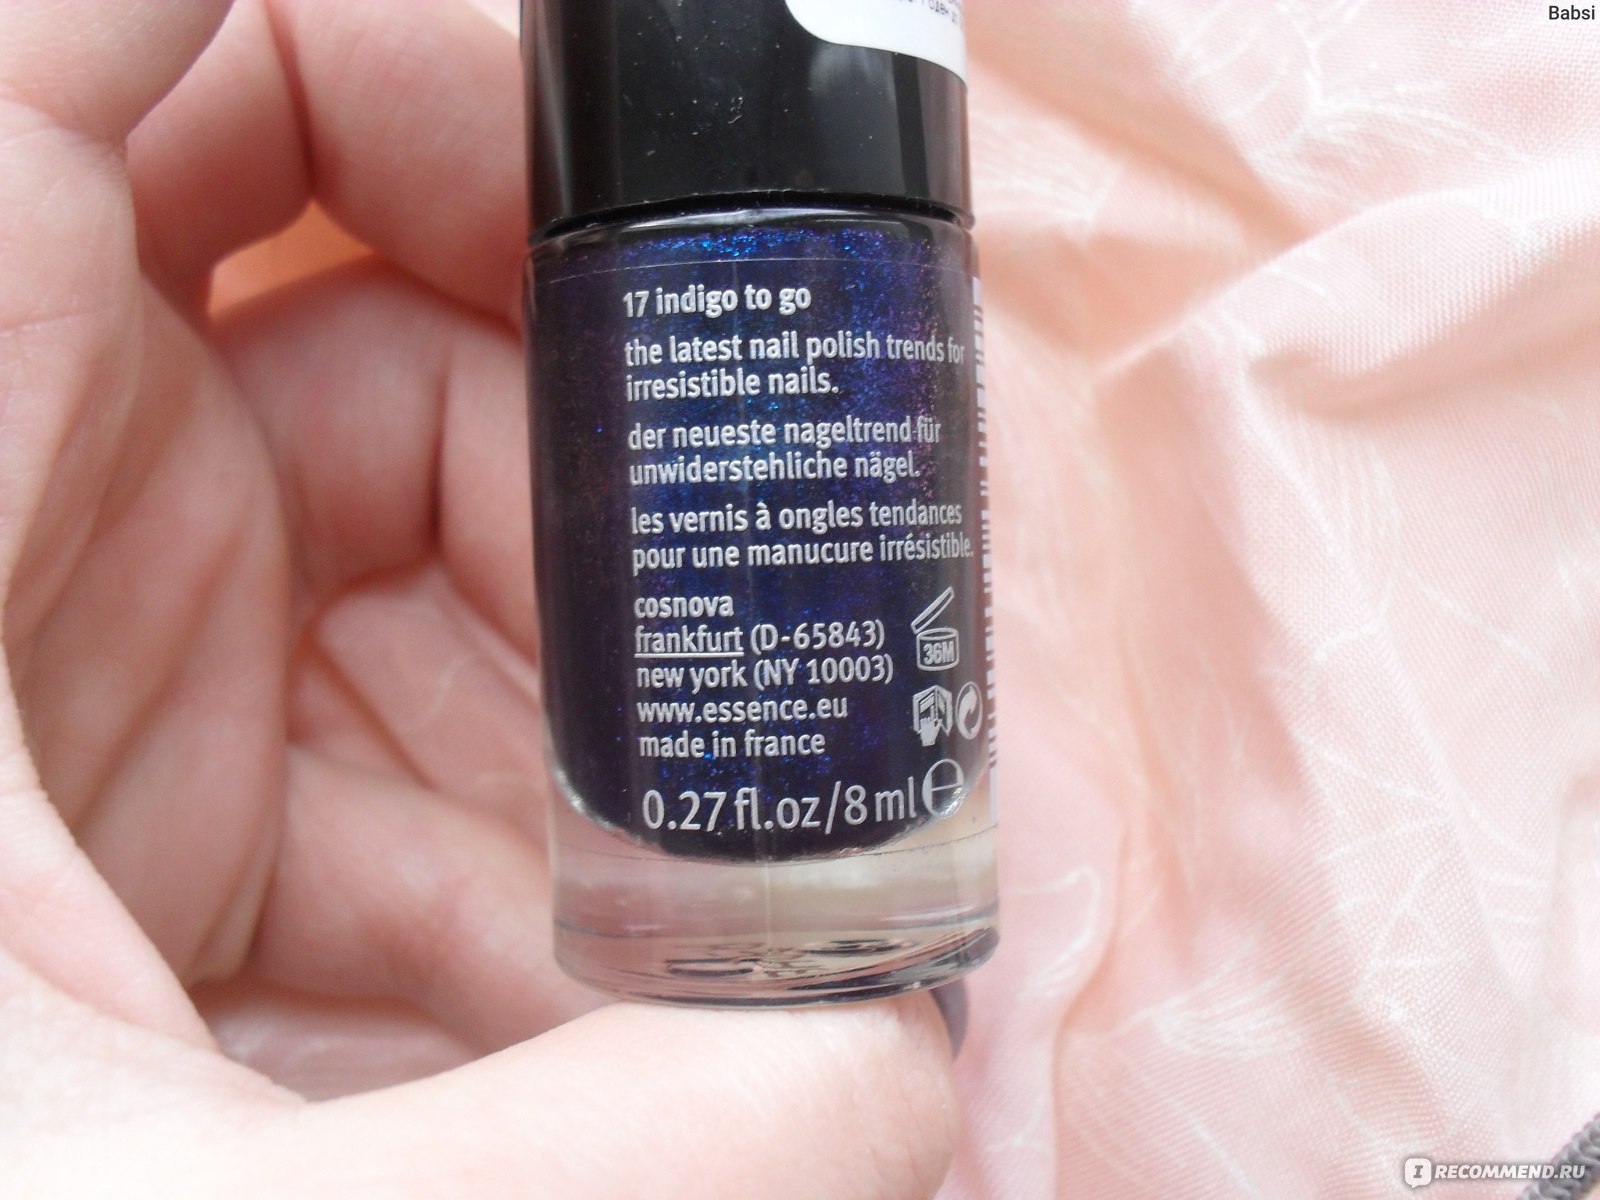 Babsi
17 indigo to go
the latest nail polish trends for
irresistible nails.
der neueste nageltrend für
unwiderstehliche nägel.
les vernis à ongles tendances
pour une manucure irrésistible.
cosnova
frankfurt (D-65843)
new york (NY 10003)
www.essence.eu
made in france
36M
0.27 fl.oz/8 ml e
IRECOMMEND.RU